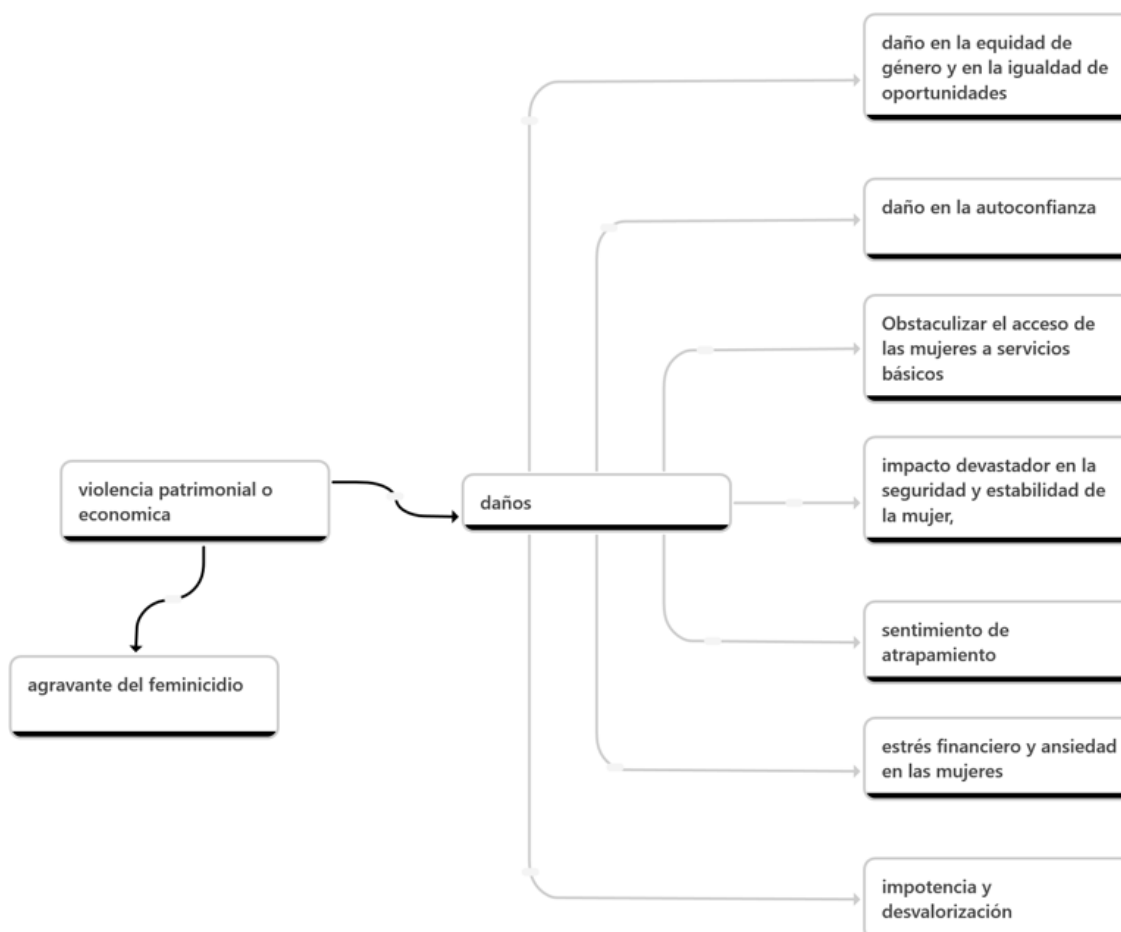 daño en la equidad de
género y en la igualdad de
oportunidades
daño en la autoconfianza
Obstaculizar el acceso de
las mujeres a servicios
básicos
violencia patrimonial o
economica
daños
impacto devastador en la
seguridad y estabilidad de
la mujer,
agravante del feminicidio
sentimiento de
atrapamiento
estrés financiero y ansiedad
en las mujeres
impotencia y
desvalorización